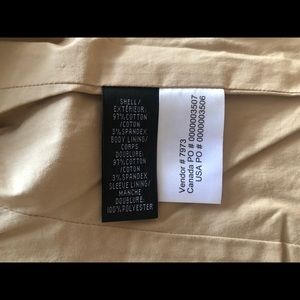 SHELL/
EXTÉRIEUR:
97%COTTON
/COTON
3%SPANDEX
BODY LINING/
CORPS
DOUBLURE:
97%COTTON
/COTON
3%SPANDEX
SLEEVE LINING/
MANCHE
DOUBLURE:
100%POLYESTER
Vendor # 7973
Canada PO # 0000003507
USA PO # 0000003506